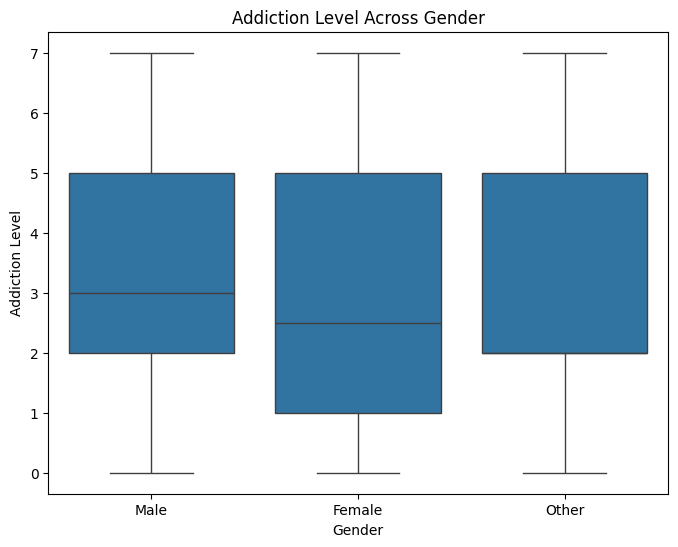 Addiction Level Across Gender
Addiction Level
7
6
5
4
3
2
1
0
Male Female Other
Gender